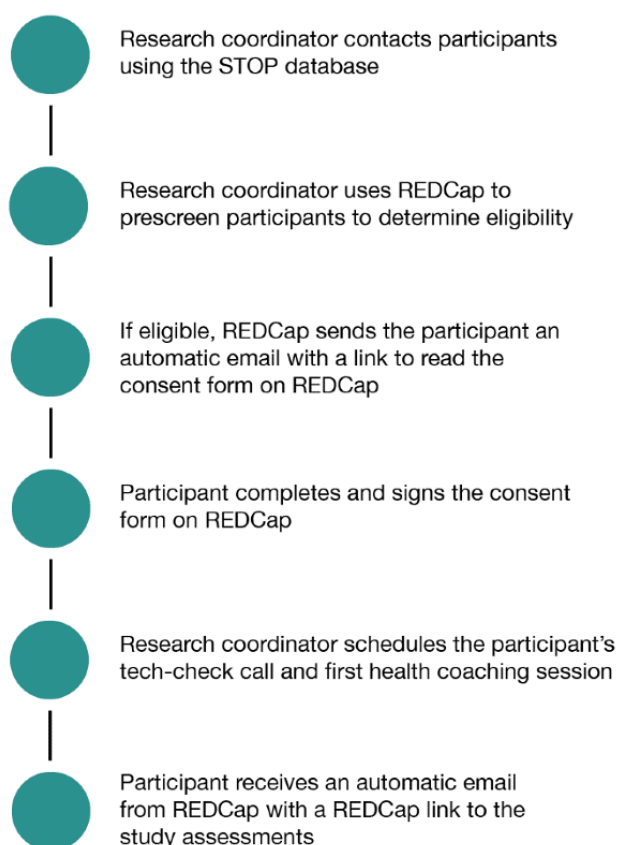 Research coordinator contacts participants
using the STOP database
Research coordinator uses REDCap to
prescreen participants to determine eligibility
If eligible, REDCap sends the participant an
automatic email with a link to read the
consent form on REDCap
Participant completes and signs the consent
form on REDCap
Research coordinator schedules the participant’s
tech-check call and first health coaching session
Participant receives an automatic email
from REDCap with a REDCap link to the
study assessments